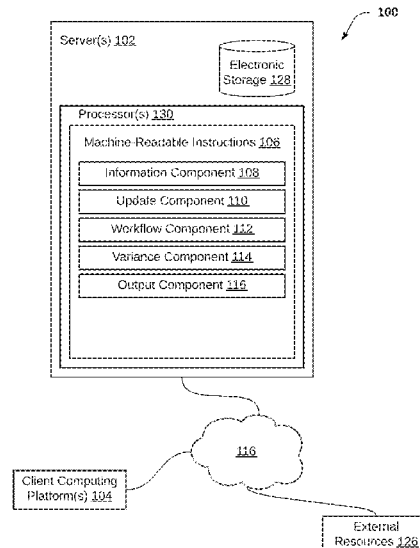 100
Server(s) 102
Electronic
Storage 128
Processor(s) 130
Machine-Readable Instructions 106
Information Component 108
Update Component 110
Workflow Component 112
Variance Component 114
Output Component 116
116
Client Computing
Platform(s) 104
External
Resources 126